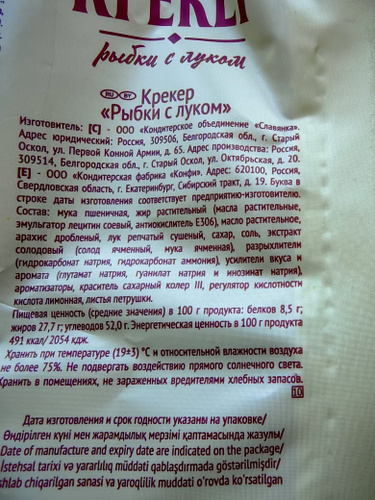 КРЕКЕР
рыбки с луком
RU BY Крекер
«Рыбки с луком»
Изготовитель: [С] - ООО «Кондитерское объединение «Славянка».
Адрес юридический: Россия, 309506, Белгородская обл., г. Старый
Оскол, ул. Первой Конной Армии, д. 65. Адрес производства: Россия,
309514, Белгородская обл., г. Старый Оскол, ул. Октябрьская, д. 20.
[Е] - ООО «Кондитерская фабрика «Конфи». Адрес: 620100, Россия,
Свердловская область, г. Екатеринбург, Сибирский тракт, д. 19. Буква в
строке даты изготовления соответствует предприятию-изготовителю.
Состав: мука пшеничная, жир растительный (масла растительные,
эмульгатор лецитин соевый, антиокислитель Е306), масло растительное,
арахис дробленый, лук репчатый сушеный, сахар, соль, экстракт
солодовый (солод ячменный, мука ячменная), разрыхлители
(гидрокарбонат натрия, гидрокарбонат аммония), усилители вкуса и
аромата (глутамат натрия, гуанилат натрия и инозинат натрия),
ароматизаторы, краситель сахарный колер III, регулятор кислотности
кислота лимонная, листья петрушки.
Пищевая ценность (средние значения) в 100 г продукта: белков 8,5 г;
жиров 27,7 г; углеводов 52,0 г. Энергетическая ценность в 100 г продукта
491 ккал/ 2054 кдж.
Хранить при температуре (19±3) °С и относительной влажности воздуха
не более 75%. Не подвергать воздействию прямого солнечного света.
Хранить в помещениях, не зараженных вредителями хлебных запасов.
10
Дата изготовления и срок годности указаны на упаковке/
Өндірілген күні мен жарамдылық мерзімі қаптамасында жазулы/
Date of manufacture and expiry date are indicated on the package/
İstehsal tarixi və yararlılıq müddəti qablaşdırmada göstərilmişdir/
Ishlab chiqarilgan sanasi va yaroqlilik muddati o'rovda ko'rsatilgan